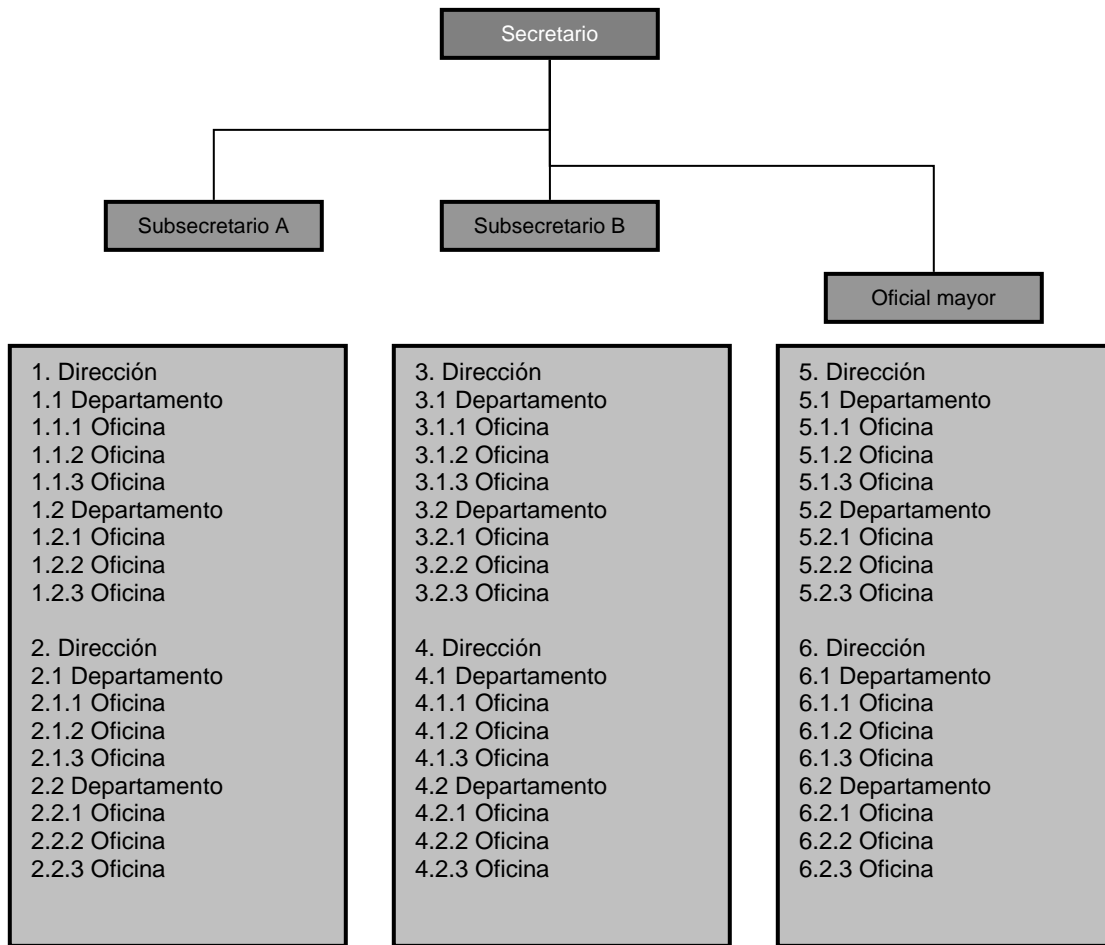 Secretario
Subsecretario A
Subsecretario B
Oficial mayor
1. Dirección
1.1 Departamento
1.1.1 Oficina
1.1.2 Oficina
1.1.3 Oficina
1.2 Departamento
1.2.1 Oficina
1.2.2 Oficina
1.2.3 Oficina
2. Dirección
2.1 Departamento
2.1.1 Oficina
2.1.2 Oficina
2.1.3 Oficina
2.2 Departamento
2.2.1 Oficina
2.2.2 Oficina
2.2.3 Oficina
3. Dirección
3.1 Departamento
3.1.1 Oficina
3.1.2 Oficina
3.1.3 Oficina
3.2 Departamento
3.2.1 Oficina
3.2.2 Oficina
3.2.3 Oficina
4. Dirección
4.1 Departamento
4.1.1 Oficina
4.1.2 Oficina
4.1.3 Oficina
4.2 Departamento
4.2.1 Oficina
4.2.2 Oficina
4.2.3 Oficina
5. Dirección
5.1 Departamento
5.1.1 Oficina
5.1.2 Oficina
5.1.3 Oficina
5.2 Departamento
5.2.1 Oficina
5.2.2 Oficina
5.2.3 Oficina
6. Dirección
6.1 Departamento
6.1.1 Oficina
6.1.2 Oficina
6.1.3 Oficina
6.2 Departamento
6.2.1 Oficina
6.2.2 Oficina
6.2.3 Oficina